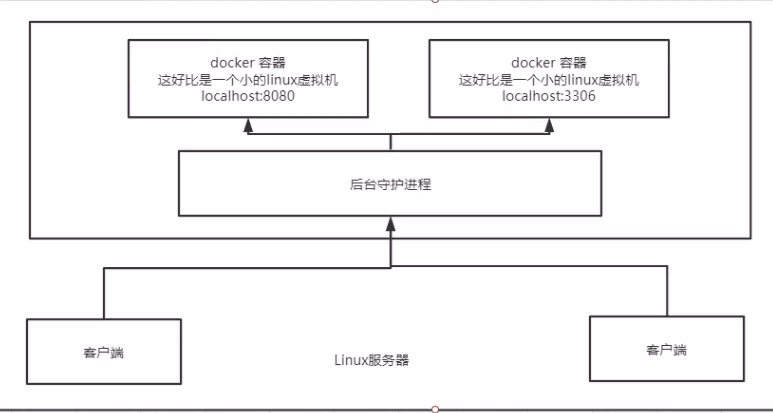 docker 容器
这好比是一个小的linux虚拟机
localhost:8080
docker 容器
这好比是一个小的linux虚拟机
localhost:3306
后台守护进程
客户端
Linux服务器
客户端